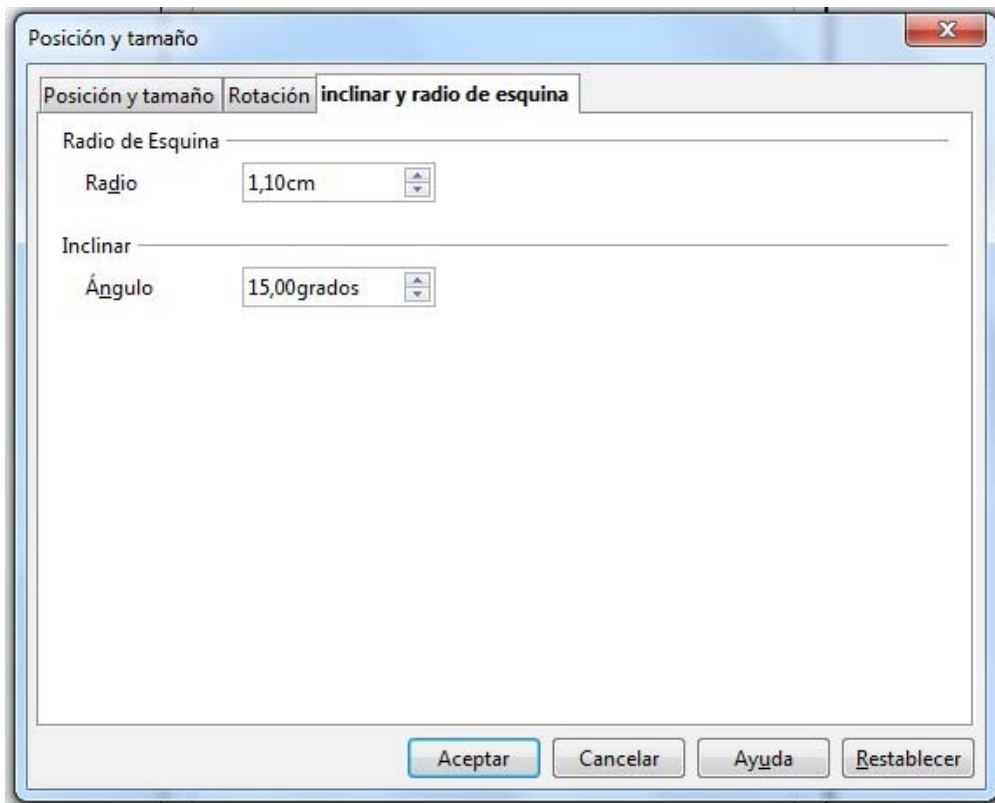 Posición y tamaño
Posición y tamaño Rotación inclinar y radio de esquina
Radio de Esquina
Radio 1,10cm
Inclinar
Ángulo 15,00grados
Aceptar Cancelar Ayuda Restablecer